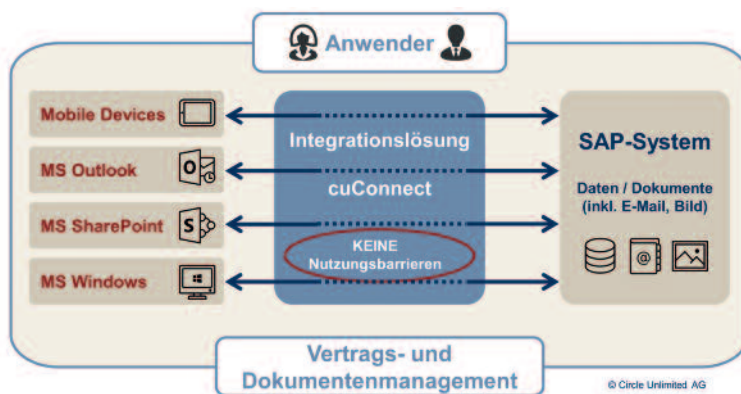 Anwender
Mobile Devices
MS Outlook
MS SharePoint
MS Windows
Integrationslösung
cuConnect
KEINE
Nutzungsbarrieren
SAP-System
Daten / Dokumente
(inkl. E-Mail, Bild)
Vertrags- und
Dokumentenmanagement
© Circle Unlimited AG